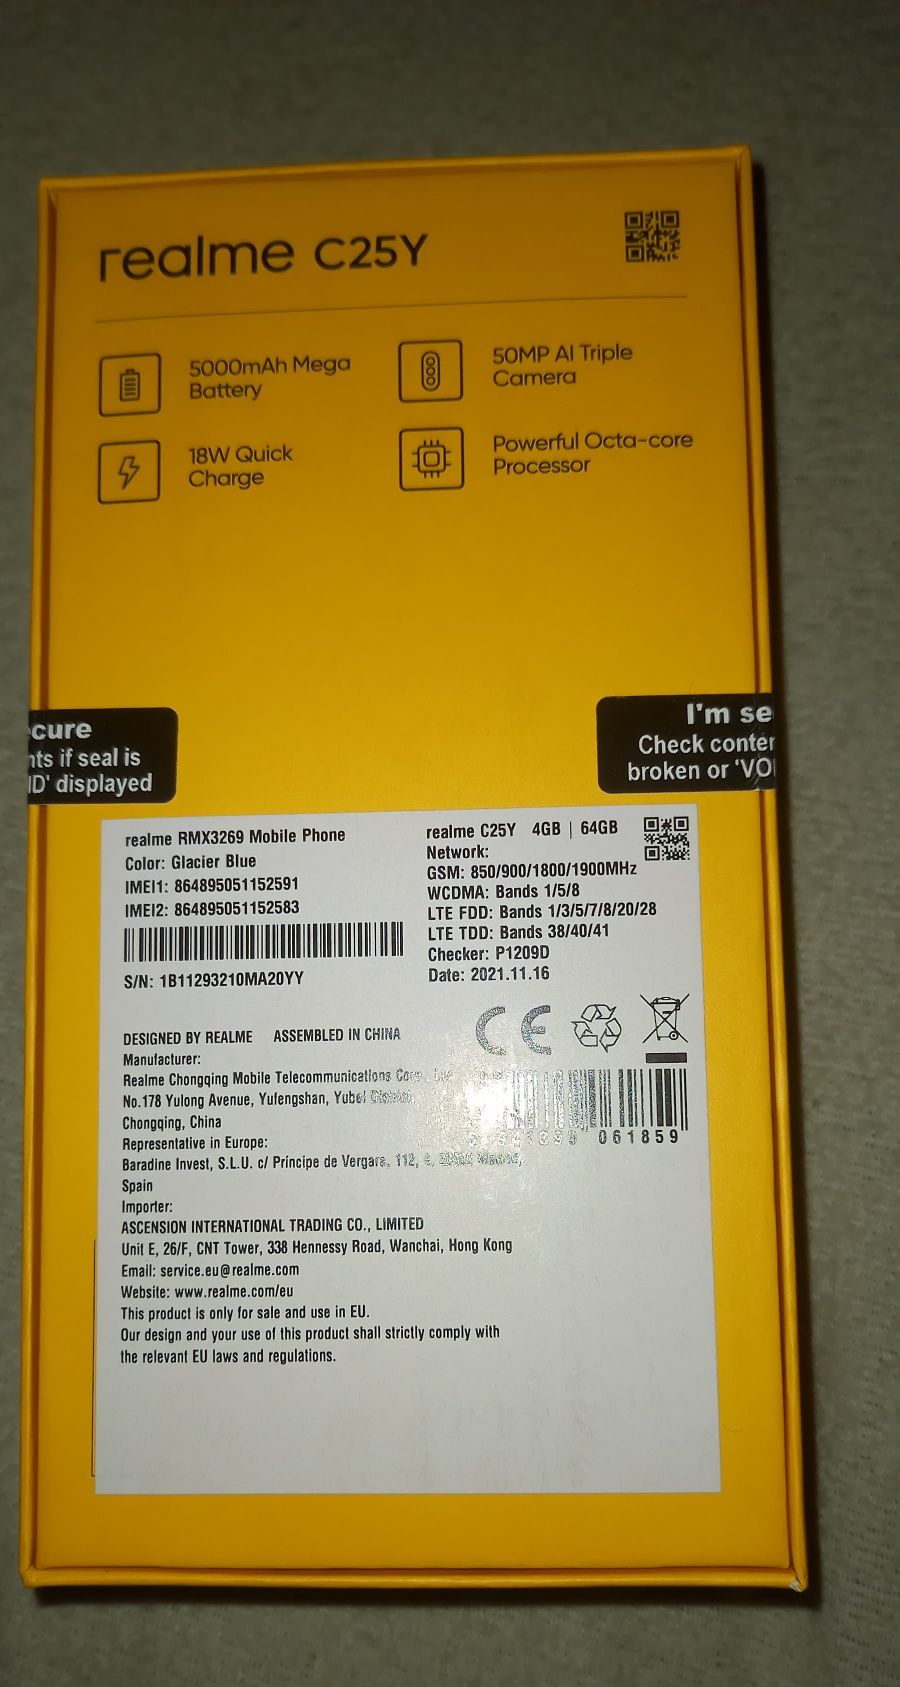 realme C25Y
5000mAh Mega
Battery
50MP AI Triple
Camera
18W Quick
Charge
Powerful Octa-core
Processor
cure
nts if seal is
ID' displayed
I'm se
Check conter
broken or 'VO
realme RMX3269 Mobile Phone
Color: Glacier Blue
IMEI1: 864895051152591
IMEI2: 864895051152583
S/N: 1B11293210MA20YY
realme C25Y 4GB | 64GB
Network:
GSM: 850/900/1800/1900MHz
WCDMA: Bands 1/5/8
LTE FDD: Bands 1/3/5/7/8/20/28
LTE TDD: Bands 38/40/41
Checker: P1209D
Date: 2021.11.16
CE
061859
DESIGNED BY REALME ASSEMBLED IN CHINA
Manufacturer:
Realme Chongqing Mobile Telecommunications
No.178 Yulong Avenue, Yufengshan, Yubei
Chongqing, China
Representative in Europe:
Baradine Invest, S.L.U. c/ Príncipe de Vergara, 112,
Spain
Importer:
ASCENSION INTERNATIONAL TRADING CO., LIMITED
Unit E, 26/F, CNT Tower, 338 Hennessy Road, Wanchai, Hong Kong
Email: service.eu@realme.com
Website: www.realme.com/eu
This product is only for sale and use in EU.
Our design and your use of this product shall strictly comply with
the relevant EU laws and regulations.